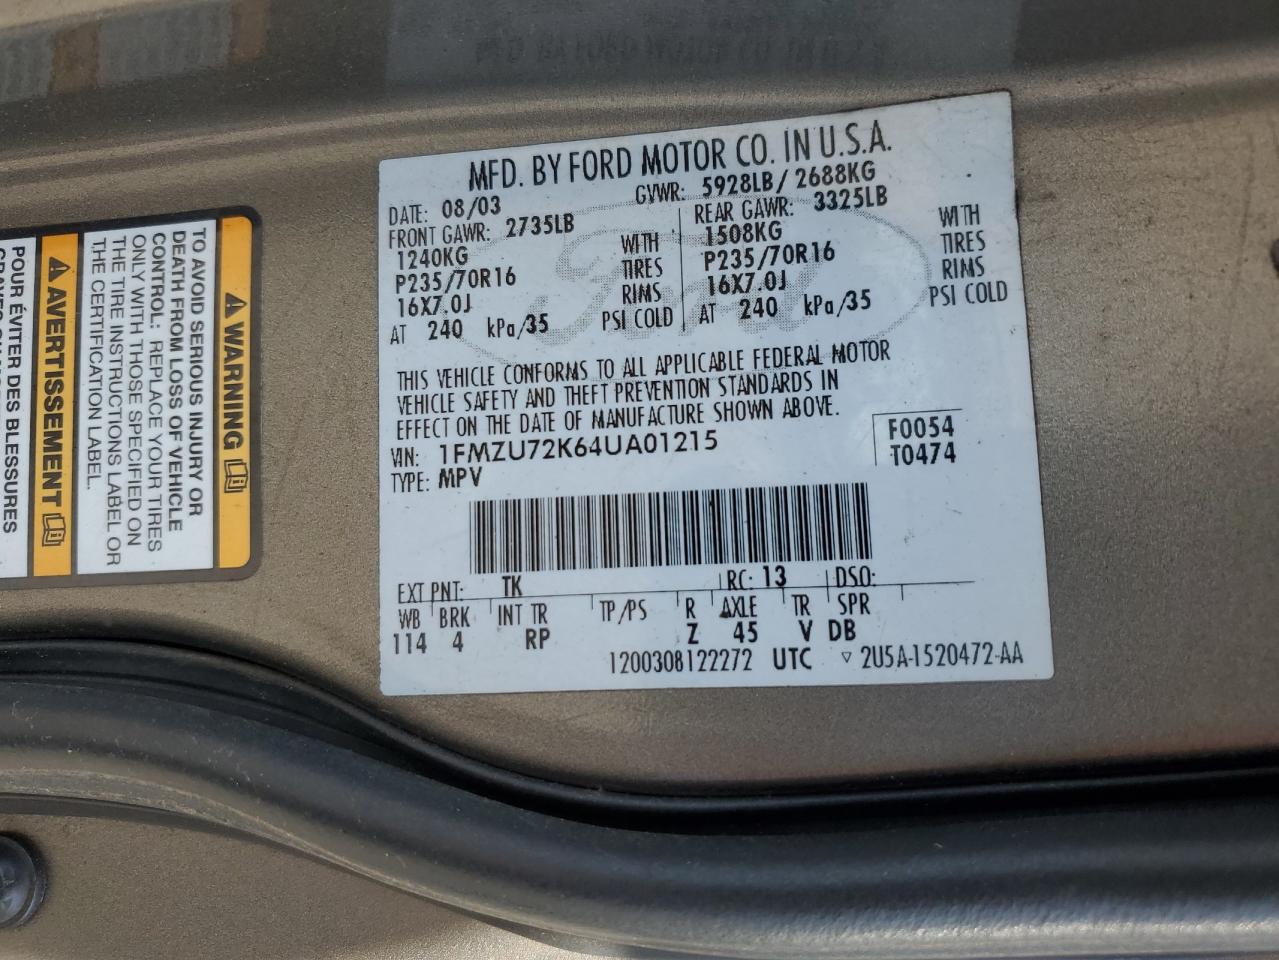 MFD. BY FORD MOTOR CO. IN U.S.A.
DATE: 08/03 GVWR: 5928LB/2688KG
FRONT GAWR: 2735LB REAR GAWR: 3325LB
1240KG WITH 1508KG WITH
P235/70R16 TIRES P235/70R16 TIRES
16X7.0J RIMS 16X7.0J RIMS
AT 240 kPa/35 PSI COLD AT 240 kPa/35 PSI COLD
Ford
THIS VEHICLE CONFORMS TO ALL APPLICABLE FEDERAL MOTOR
VEHICLE SAFETY AND THEFT PREVENTION STANDARDS IN
EFFECT ON THE DATE OF MANUFACTURE SHOWN ABOVE.
VIN: 1FMZU72K64UA01215 F0054
TYPE: MPV T0474
EXT PNT: TK RC: 13 DSO:
WB BRK INT TR TP/PS R AXLE TR SPR
114 4 RP Z 45 V DB
1200308122272 UTC ▽ 2U5A-1520472-AA
WARNING
TO AVOID SERIOUS INJURY OR
DEATH FROM LOSS OF VEHICLE
CONTROL: REPLACE YOUR TIRES
ONLY WITH THOSE SPECIFIED ON
THE TIRE INSTRUCTIONS LABEL OR
THE CERTIFICATION LABEL.
AVERTISSEMENT
POUR ÉVITER DES BLESSURES